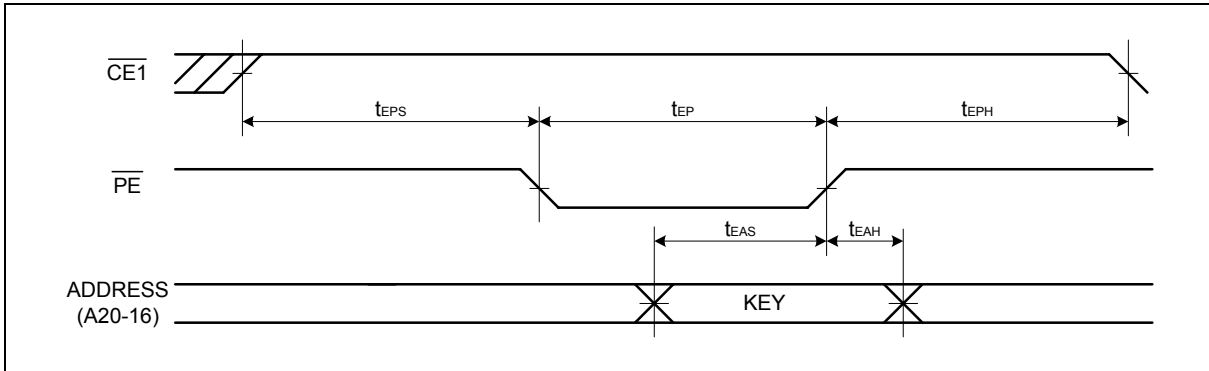 CE1
tEPS tEP tEPH
PE
tEAS tEAH
ADDRESS
(A20-16)
KEY